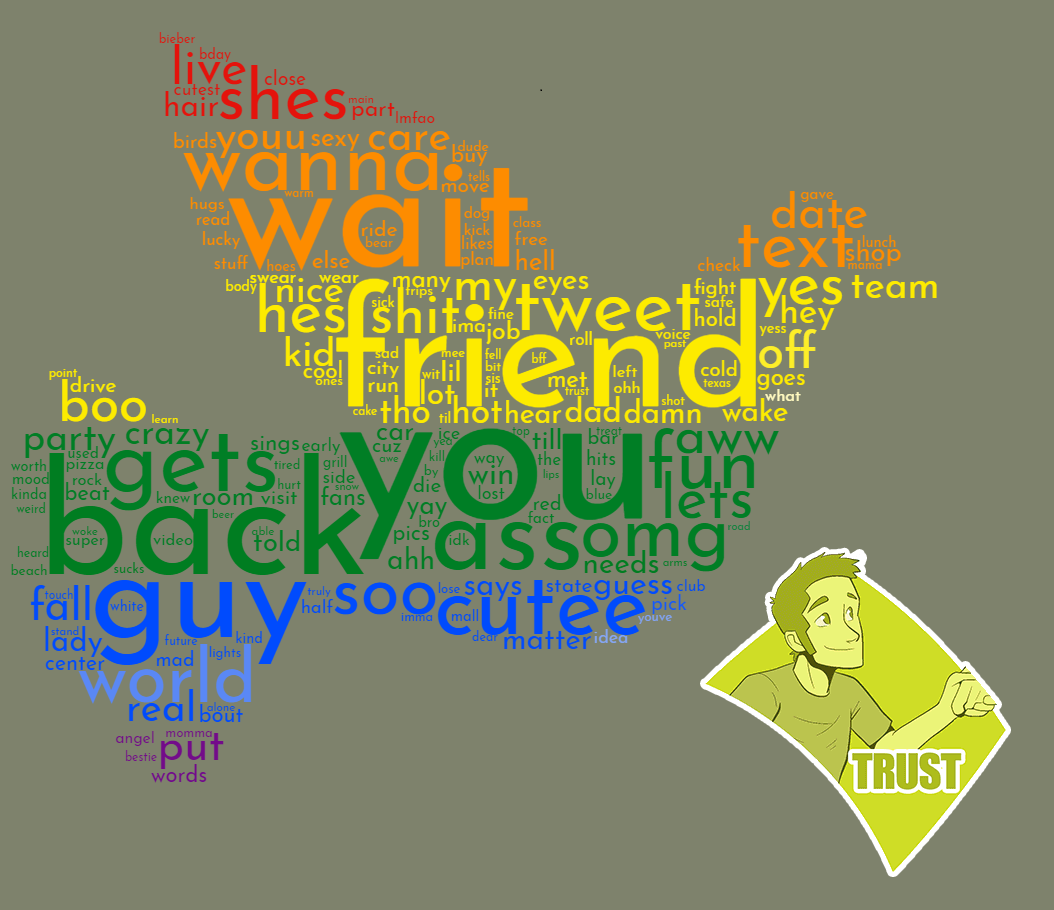 bieber
live bday
cutest close
hair shes main part
lmfao
birds youu sexy care dude
wanna buy
tells
warm move
hugs wait dog gave
read ride kick class date
lucky bear likes free text lunch
stuff hoes else plan hell check shop
mama
body swear wear many my eyes fight yes team
nice trips tweet safe
hes sick shit fine hold hey
ima job voice yess
friend roll past
kid sad mee fell bff off
cool city wit lil bit met left cold goes
point ones run sis trust ohh texas
drive lot it shot what
boo cake tho til hot hear dad damn wake
learn
party crazy car ice you top till bar treat faww
used sings early cuz yea
worth pizza gets tired grill awe kill way the hits fun
mood rock side by win lips lay
kinda beat knew room visit hurt snow fans die lost blue lets
weird beer yay red
back bro fact road
woke able pics ass omg
super video told idk
heard ahh needs arms
beach sucks
touch guy truly soo lose says state guess club
fall white half cutee pick
imma mall youve
stand dear
lady future kind matter idea
center mad lights
world
real alone
bout
angel momma
put
bestie
words
TRUST